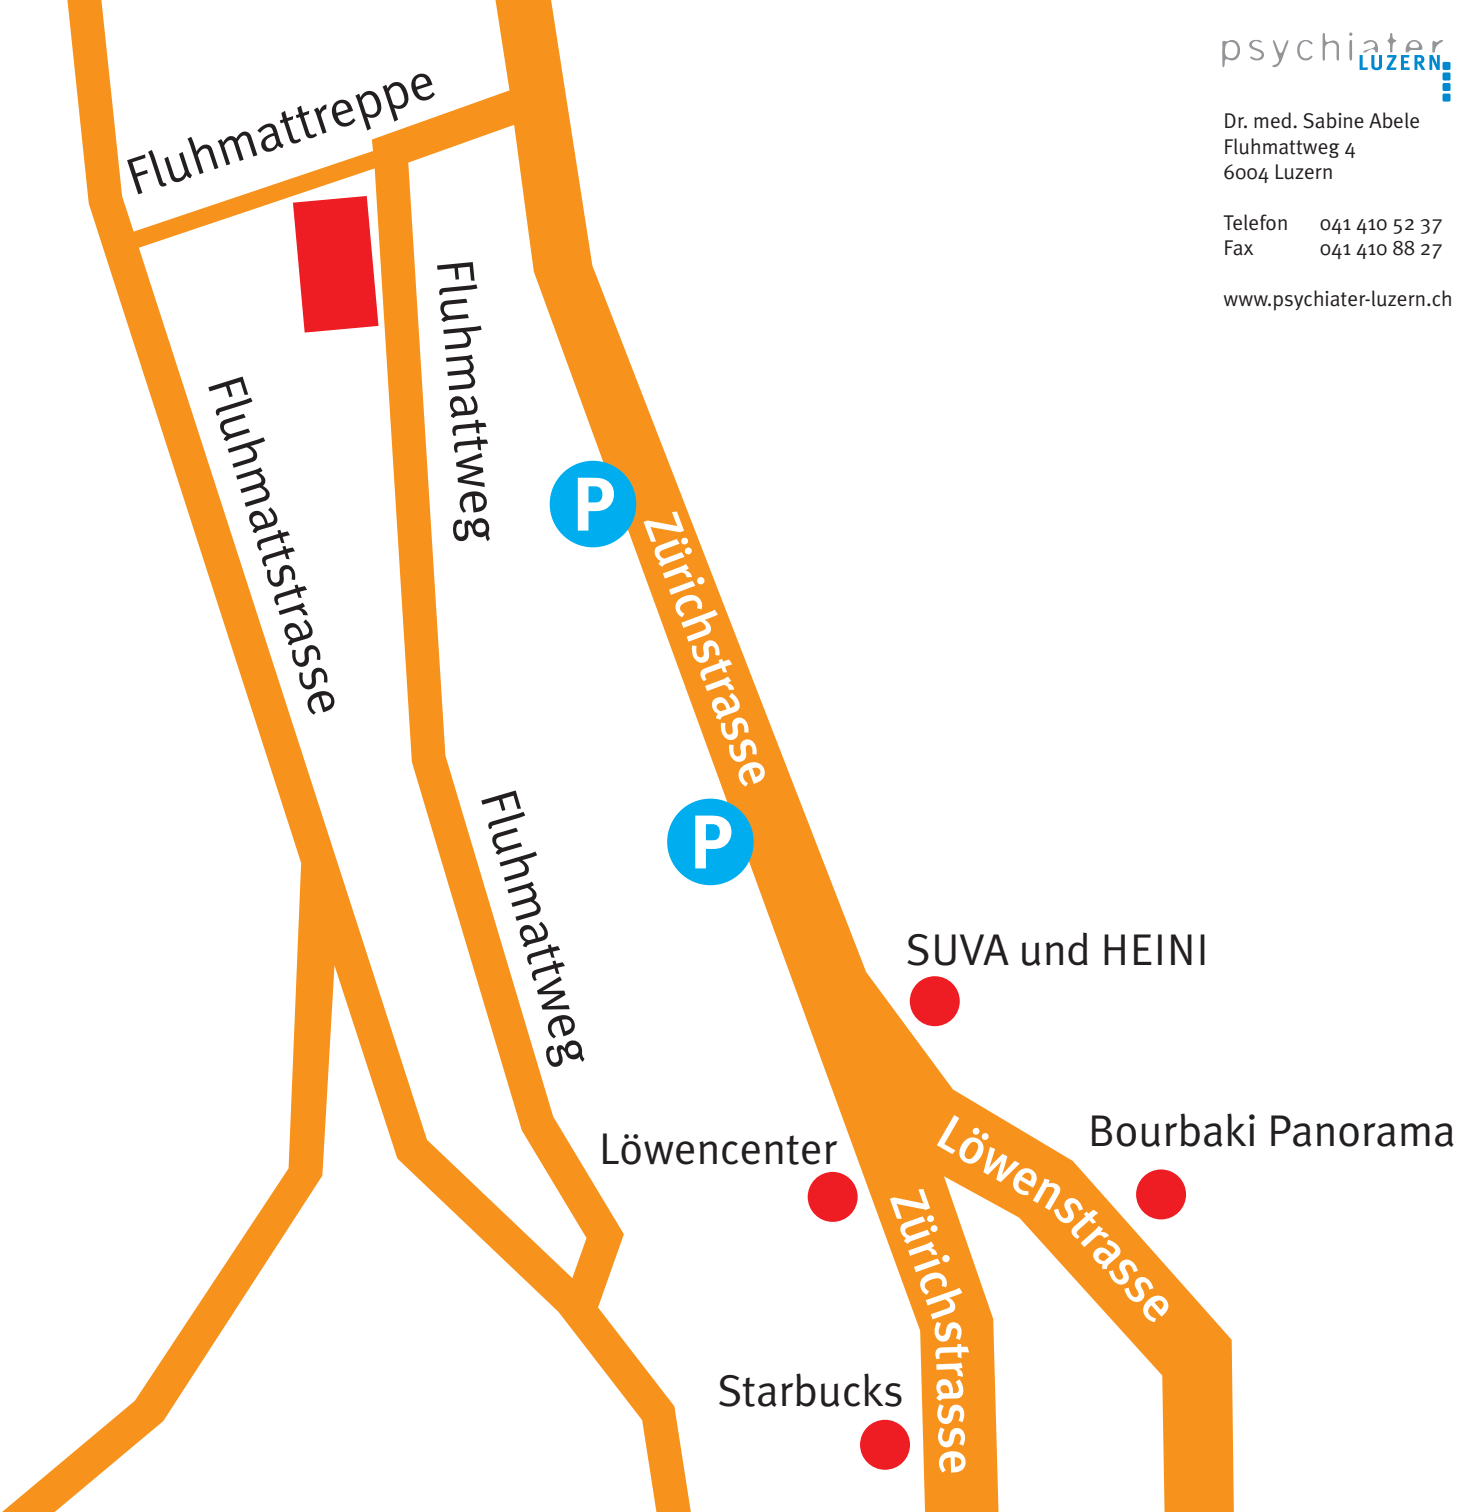 psychiater
LUZERN
Dr. med. Sabine Abele
Fluhmattweg 4
6004 Luzern
Telefon 041 410 52 37
Fax 041 410 88 27
www.psychiater-luzern.ch
Fluhmattreppe
Fluhmattweg
Fluhmattstrasse
P
Zürichstrasse
P
Fluhmattweg
SUVA und HEINI
Löwencenter
Löwenstrasse
Bourbaki Panorama
Zürichstrasse
Starbucks